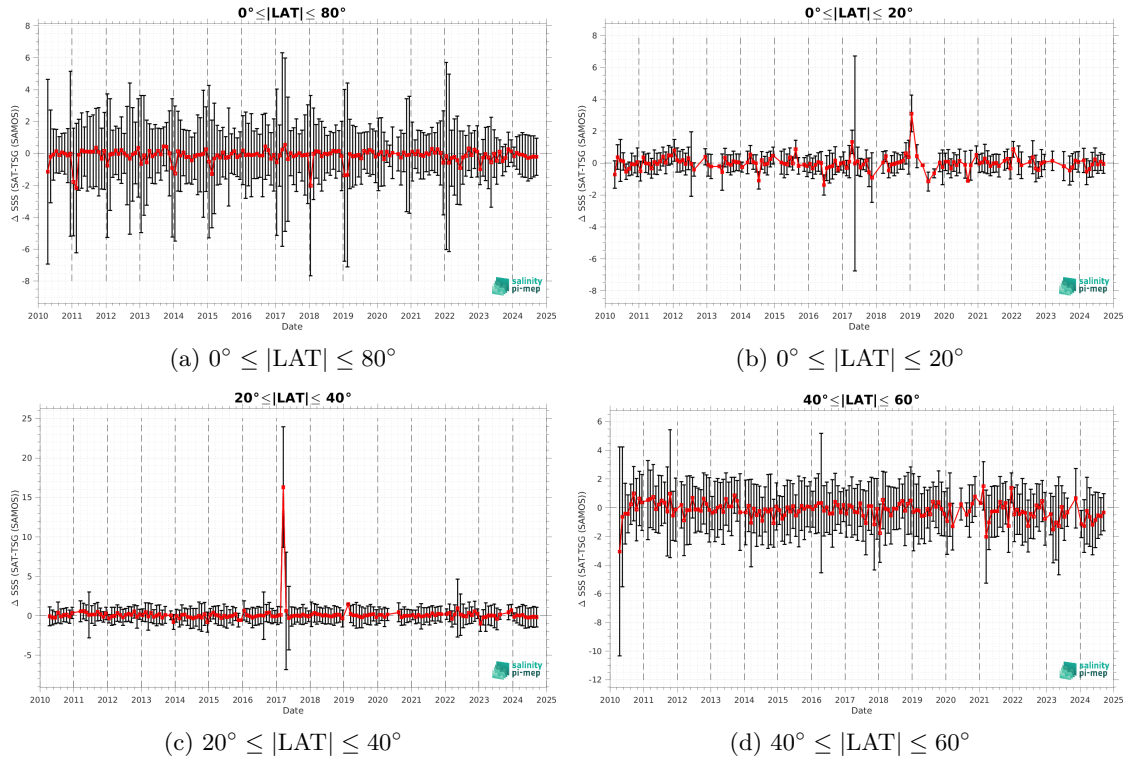 0°≤|LAT|≤ 80°
Δ SSS (SAT-TSG (SAMOS))
8
6
4
2
0
-2
-4
-6
-8
2010 2011 2012 2013 2014 2015 2016 2017 2018 2019 2020 2021 2022 2023 2024 2025
Date
salinity
pi-mep
(a) 0° ≤ |LAT| ≤ 80°
0°≤|LAT|≤ 20°
Δ SSS (SAT-TSG (SAMOS))
8
6
4
2
0
-2
-4
-6
-8
2010 2011 2012 2013 2014 2015 2016 2017 2018 2019 2020 2021 2022 2023 2024 2025
Date
salinity
pi-mep
(b) 0° ≤ |LAT| ≤ 20°
20°≤|LAT|≤ 40°
Δ SSS (SAT-TSG (SAMOS))
25
20
15
10
5
0
-5
2010 2011 2012 2013 2014 2015 2016 2017 2018 2019 2020 2021 2022 2023 2024 2025
Date
salinity
pi-mep
(c) 20° ≤ |LAT| ≤ 40°
40°≤|LAT|≤ 60°
Δ SSS (SAT-TSG (SAMOS))
6
4
2
0
-2
-4
-6
-8
-10
-12
2010 2011 2012 2013 2014 2015 2016 2017 2018 2019 2020 2021 2022 2023 2024 2025
Date
salinity
pi-mep
(d) 40° ≤ |LAT| ≤ 60°